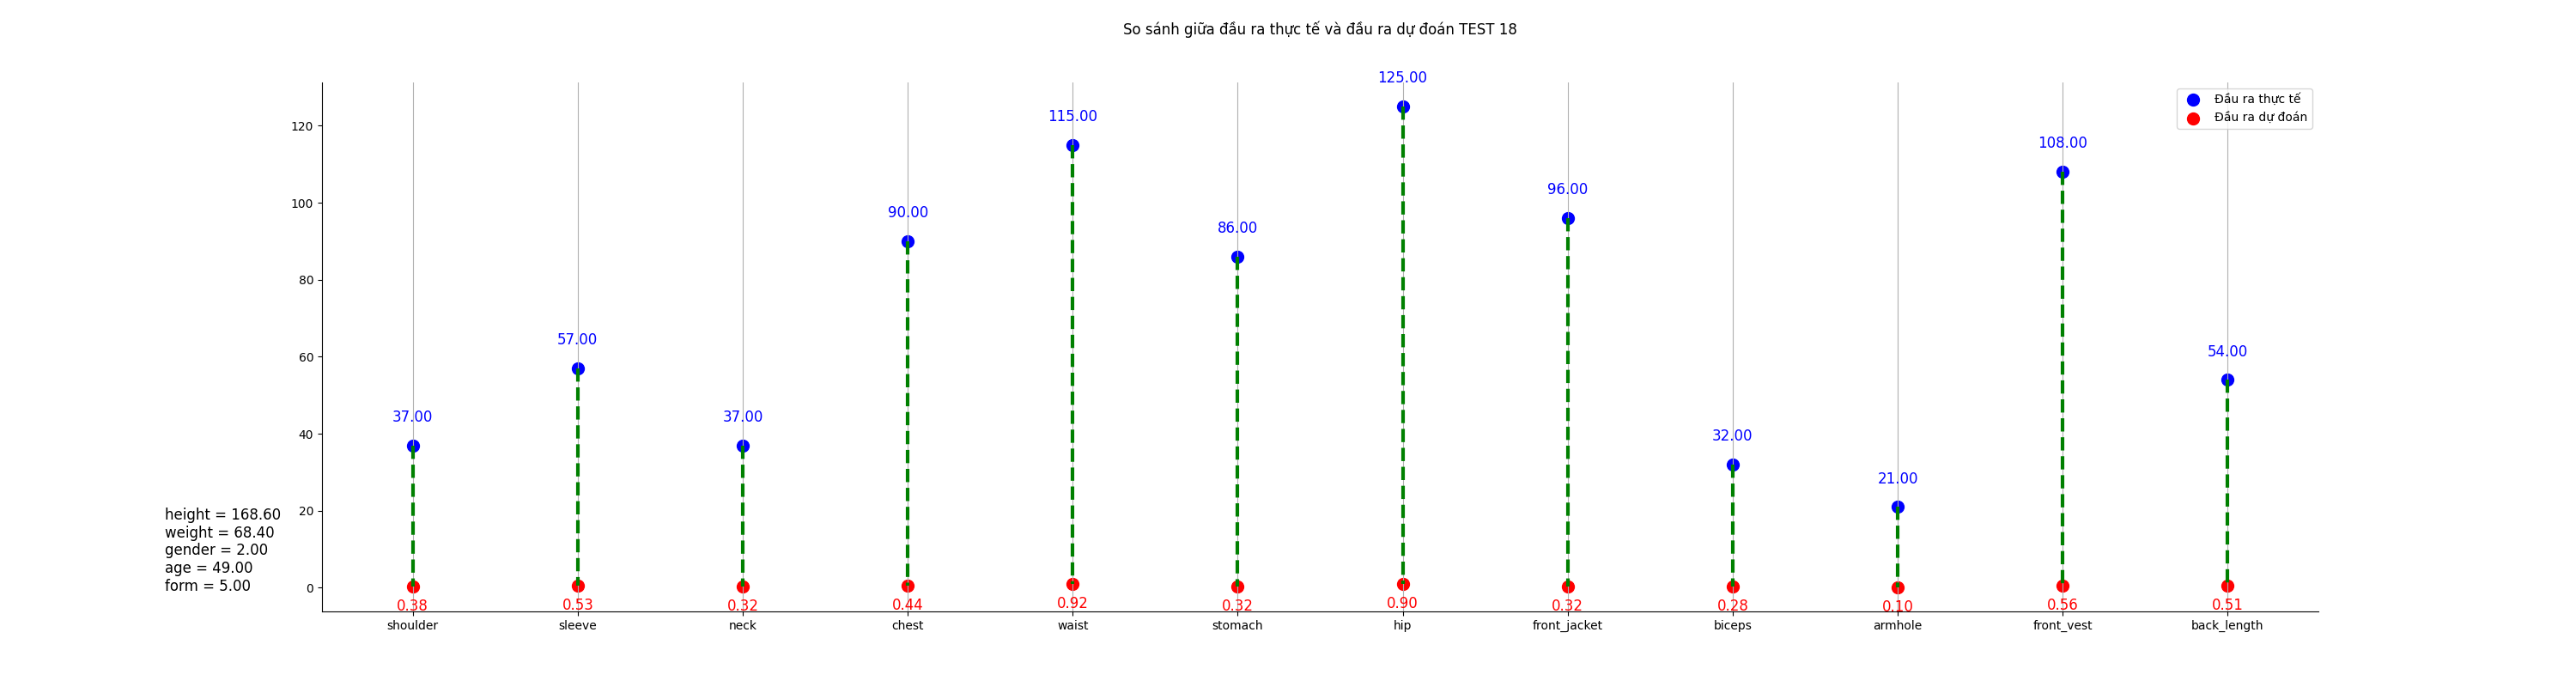 So sánh giữa đầu ra thực tế và đầu ra dự đoán TEST 18
Đầu ra thực tế
Đầu ra dự đoán
120
100
80
60
40
20
0
37.00
57.00
37.00
90.00
115.00
86.00
125.00
96.00
32.00
21.00
108.00
54.00
height = 168.60
weight = 68.40
gender = 2.00
age = 49.00
form = 5.00
0.38
0.53
0.32
0.44
0.92
0.32
0.90
0.32
0.28
0.10
0.56
0.51
shoulder
sleeve
neck
chest
waist
stomach
hip
front_jacket
biceps
armhole
front_vest
back_length